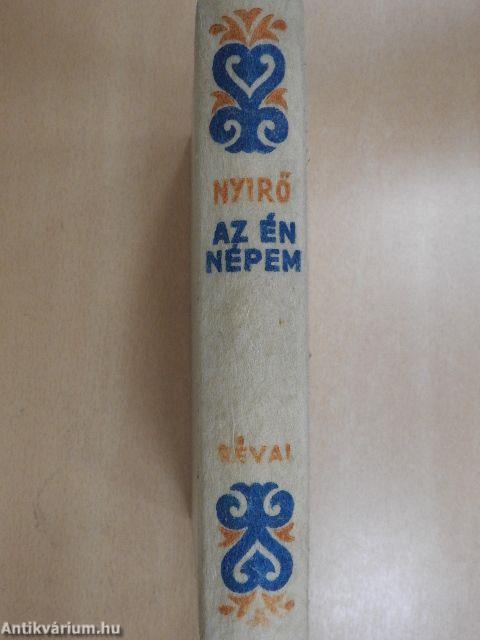 NYIRŐ
AZ ÉN
NÉPEM
RÉVAI
Antikvárium.hu